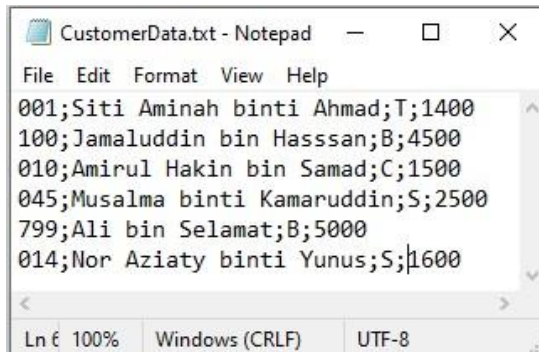 CustomerData.txt - Notepad
File Edit Format View Help
001;Siti Aminah binti Ahmad;T;1400
100;Jamaluddin bin Hasssan;B;4500
010;Amirul Hakin bin Samad;C;1500
045;Musalma binti Kamaruddin;S;2500
799;Ali bin Selamat;B;5000
014;Nor Aziaty binti Yunus;S;1600
Ln 6 100% Windows (CRLF) UTF-8